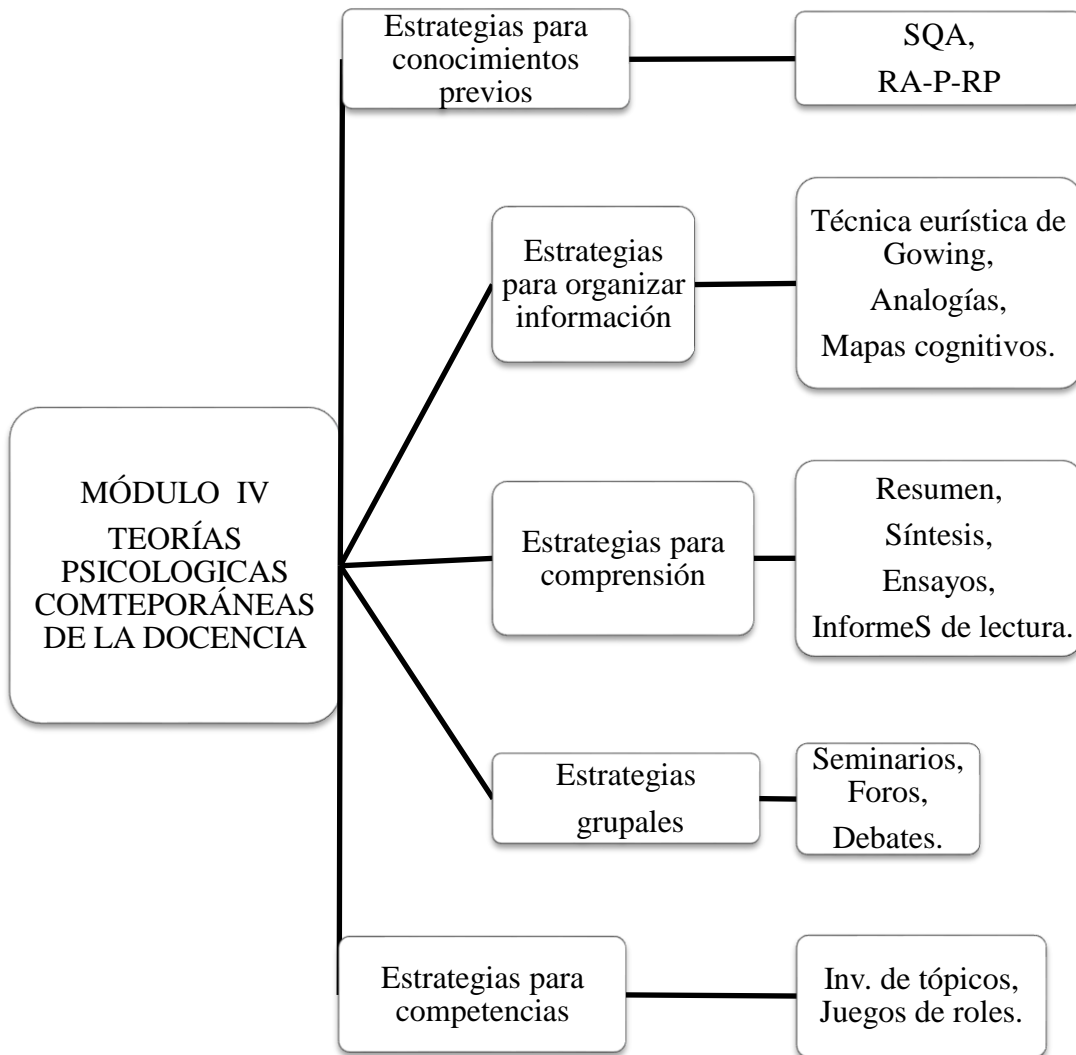 Estrategias para
conocimientos
previos
SQA,
RA-P-RP
Estrategias
para organizar
información
Técnica eurística de
Gowing,
Analogías,
Mapas cognitivos.
MÓDULO IV
TEORÍAS
PSICOLOGICAS
COMTEPORÁNEAS
DE LA DOCENCIA
Estrategias para
comprensión
Resumen,
Síntesis,
Ensayos,
InformeS de lectura.
Estrategias
grupales
Seminarios,
Foros,
Debates.
Estrategias para
competencias
Inv. de tópicos,
Juegos de roles.